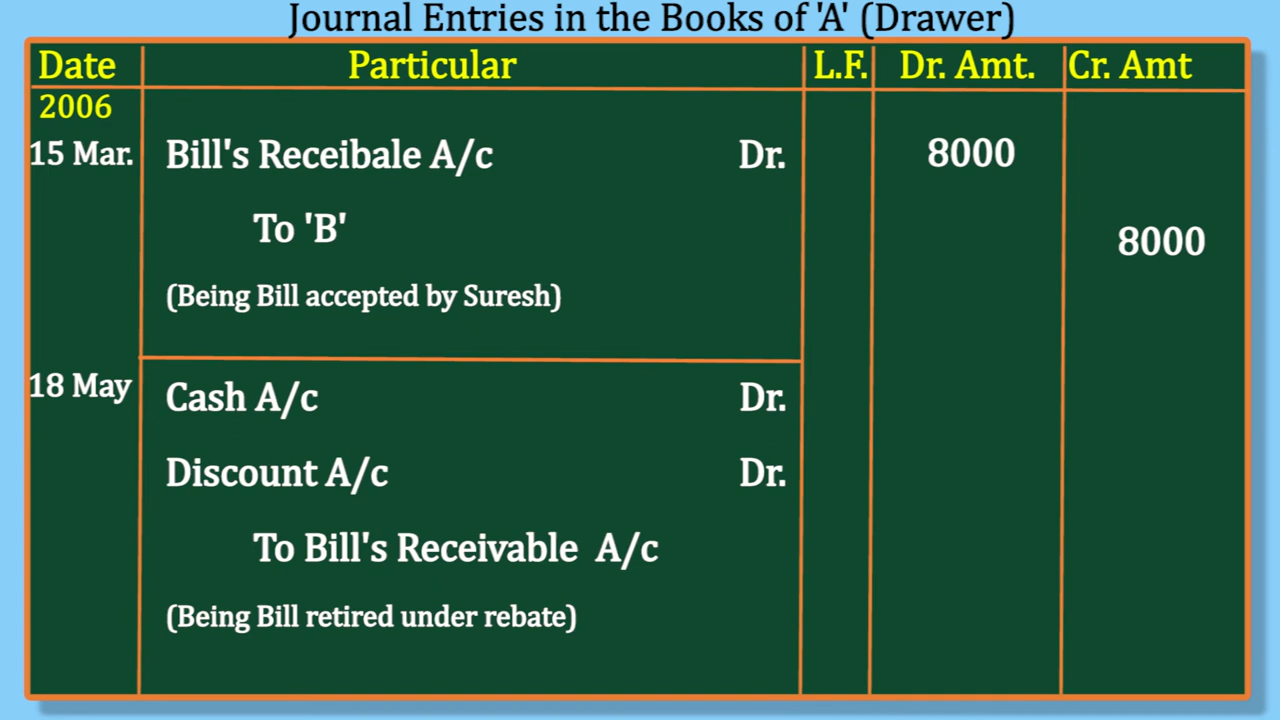 Journal Entries in the Books of 'A' (Drawer)
Date Particular L.F. Dr. Amt. Cr. Amt
2006
15 Mar. Bill's Receibale A/c Dr. 8000
To 'B' 8000
(Being Bill accepted by Suresh)
18 May Cash A/c Dr.
Discount A/c Dr.
To Bill's Receivable A/c
(Being Bill retired under rebate)